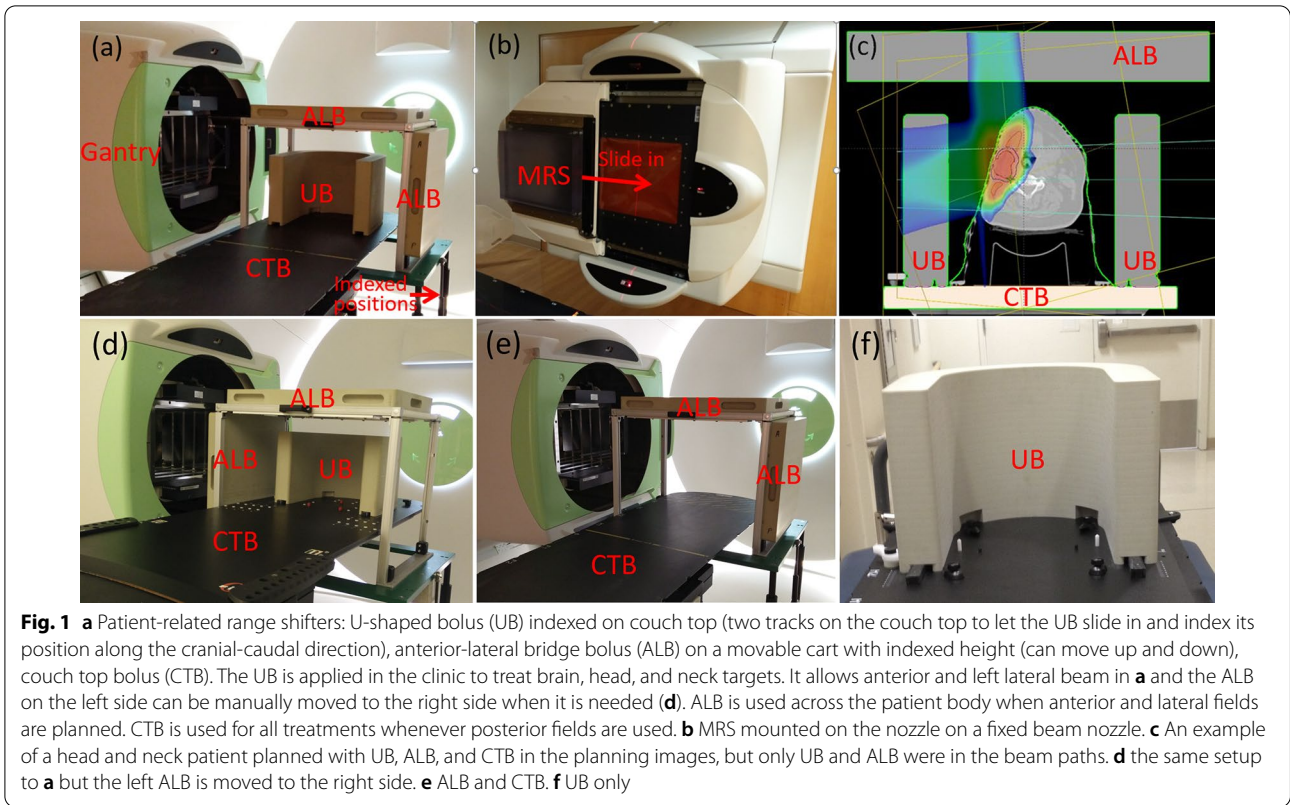 (a)
ALB
Gantry
UB
ALB
CTB
Indexed
positions
(b)
Slide in
MRS
(c)
ALB
UB
UB
CTB
(d)
ALB
ALB
UB
CTB
(e)
ALB
ALB
CTB
(f)
UB
Fig. 1 a Patient-related range shifters: U-shaped bolus (UB) indexed on couch top (two tracks on the couch top to let the UB slide in and index its
position along the cranial-caudal direction), anterior-lateral bridge bolus (ALB) on a movable cart with indexed height (can move up and down),
couch top bolus (CTB). The UB is applied in the clinic to treat brain, head, and neck targets. It allows anterior and left lateral beam in a and the ALB
on the left side can be manually moved to the right side when it is needed (d). ALB is used across the patient body when anterior and lateral fields
are planned. CTB is used for all treatments whenever posterior fields are used. b MRS mounted on the nozzle on a fixed beam nozzle. c An example
of a head and neck patient planned with UB, ALB, and CTB in the planning images, but only UB and ALB were in the beam paths. d the same setup
to a but the left ALB is moved to the right side. e ALB and CTB. f UB only